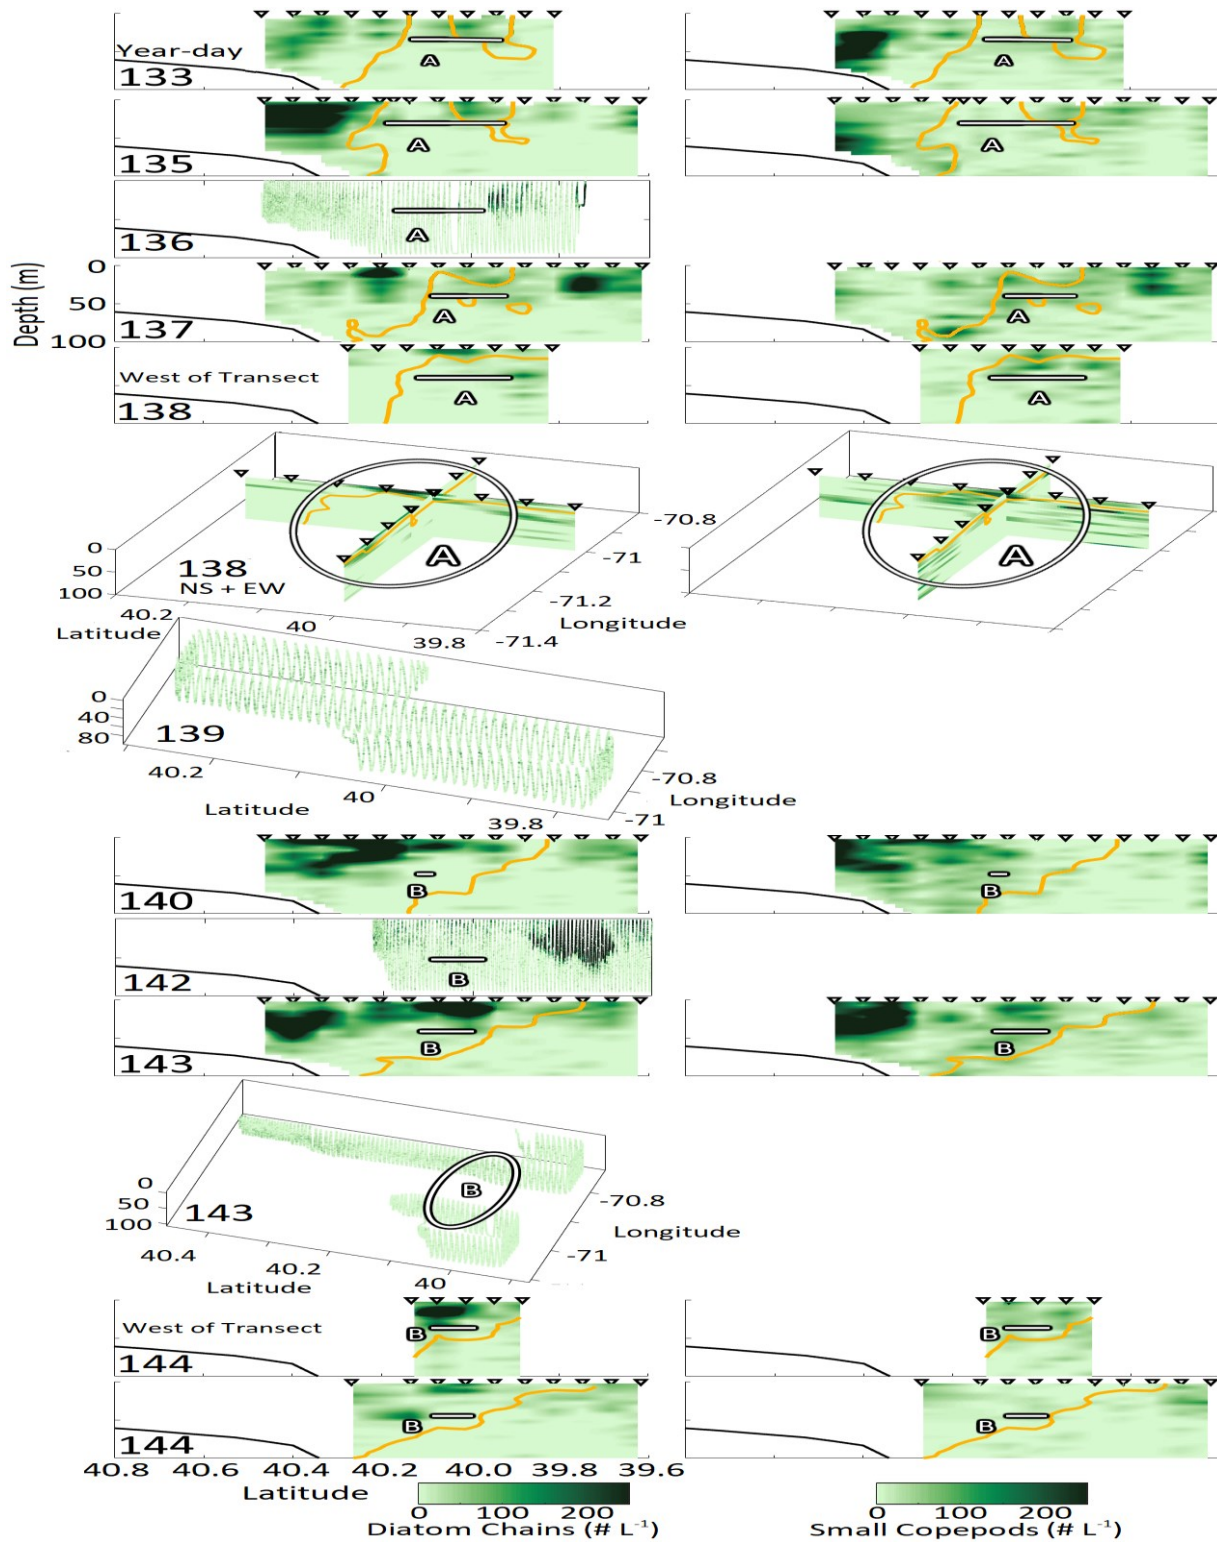 Year-day
133
A
A
135
A
A
136
A
Depth (m)
0
50
100
137
A
A
West of Transect
138
A
A
0
50
100
138
NS + EW
A
A
-70.8
-71
-71.2
-71.4
Longitude
40.2
40
39.8
Latitude
0
40
80
139
40.2
40
39.8
Latitude
-70.8
-71
Longitude
140
B
B
142
B
143
B
B
0
50
100
143
B
40.4
40.2
40
Latitude
-70.8
-71
Longitude
West of Transect
144
B
B
144
B
B
40.8 40.6 40.4 40.2 40.0 39.8 39.6
Latitude
0 100 200
Diatom Chains (# L⁻¹)
0 100 200
Small Copepods (# L⁻¹)